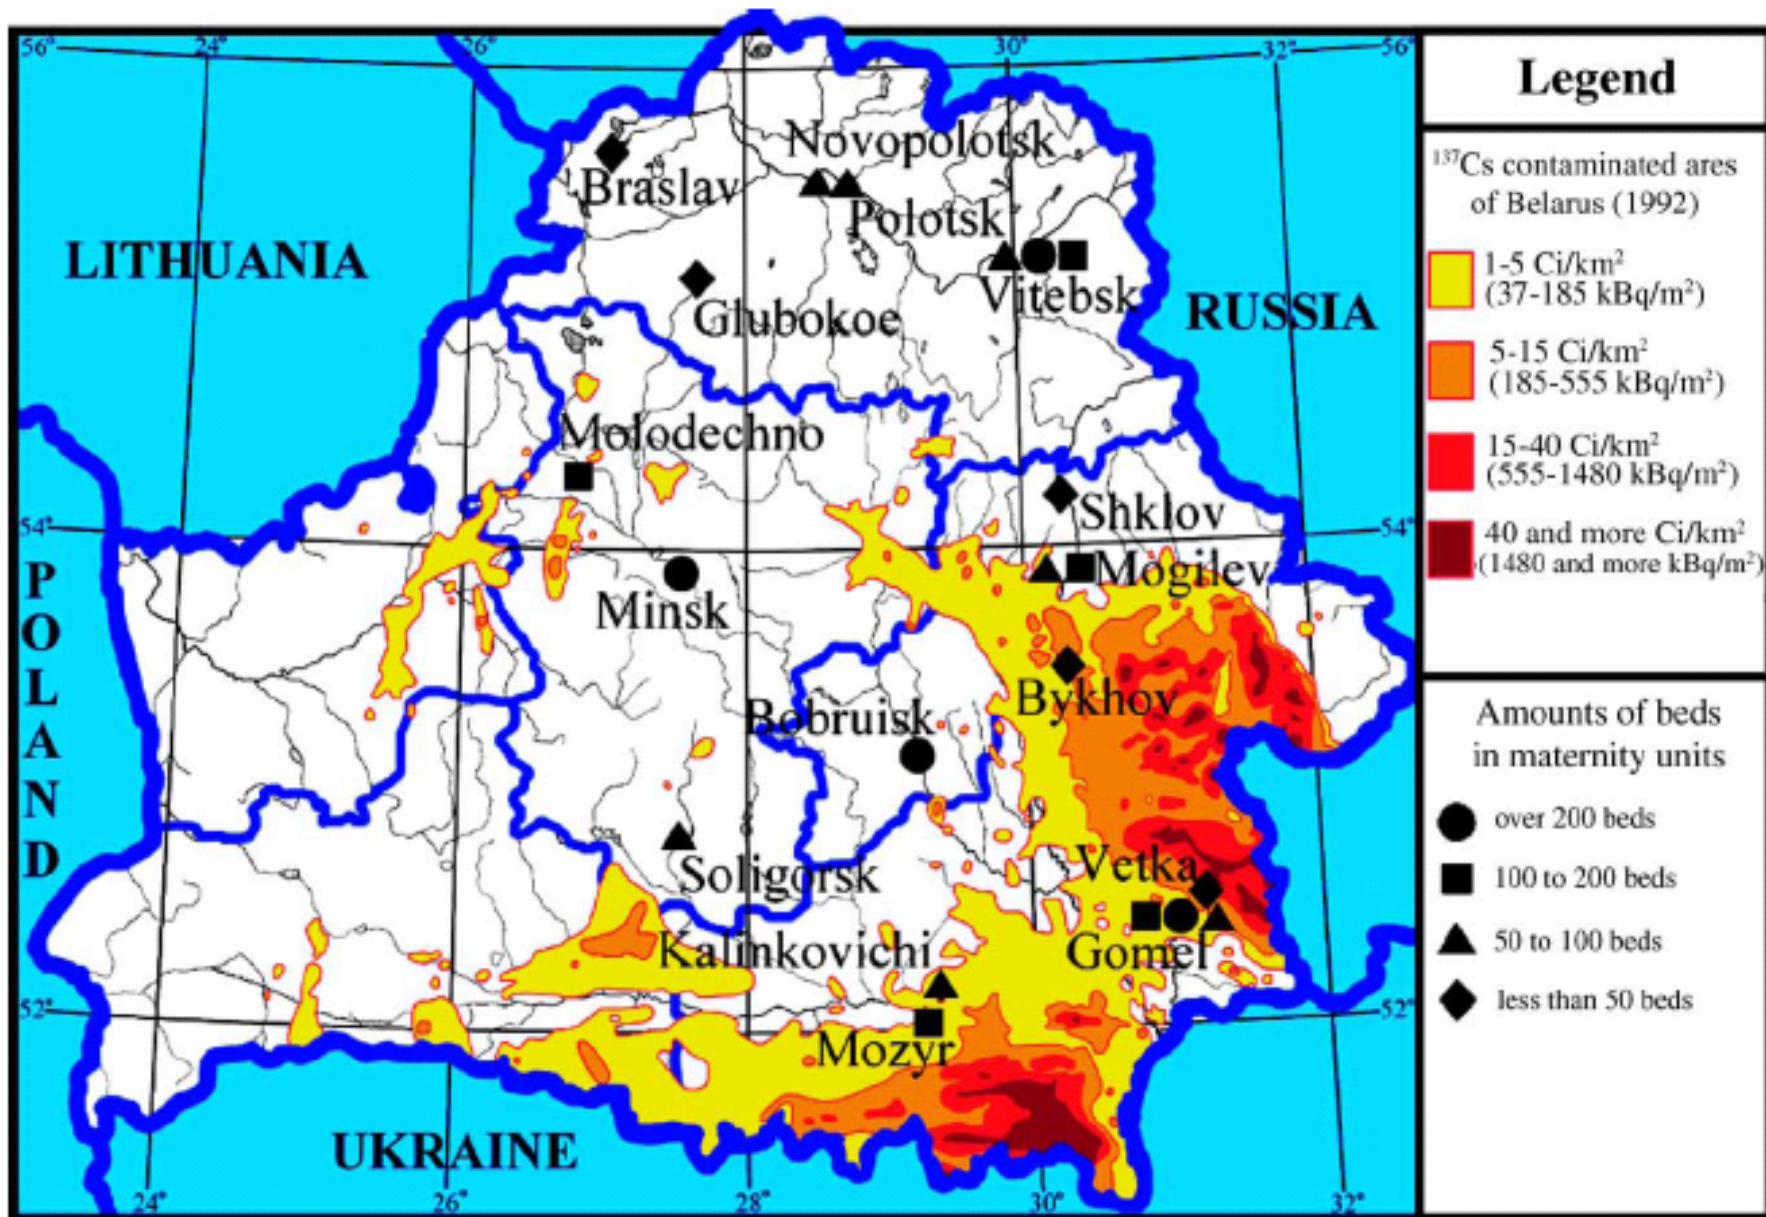 56°
24°
26°
30°
32°
56°
Novopolotsk
Braslav
Polotsk
LITHUANIA
Vitebsk
Glubokoe
RUSSIA
Molodechno
Shklov
54°
54°
Mogilev
Minsk
POLAND
Bykhov
Bobruisk
Vetka
Soligorsk
Kalinkovichi
Gomel
52°
52°
Mozyr
UKRAINE
24°
26°
28°
30°
32°
Legend
¹³⁷Cs contaminated ares
of Belarus (1992)
1-5 Ci/km²
(37-185 kBq/m²)
5-15 Ci/km²
(185-555 kBq/m²)
15-40 Ci/km²
(555-1480 kBq/m²)
40 and more Ci/km²
(1480 and more kBq/m²)
Amounts of beds
in maternity units
over 200 beds
100 to 200 beds
50 to 100 beds
less than 50 beds